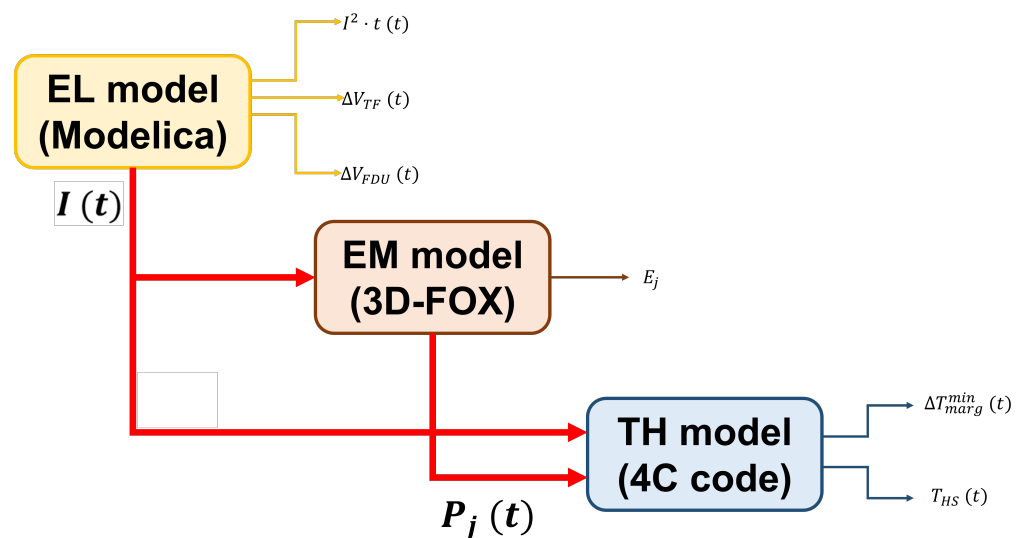 I² · t (t)
EL model
(Modelica)
ΔV_TF (t)
ΔV_FDU (t)
I (t)
EM model
(3D-FOX)
E_j
TH model
(4C code)
ΔT_marg^min (t)
T_HS (t)
P_j (t)